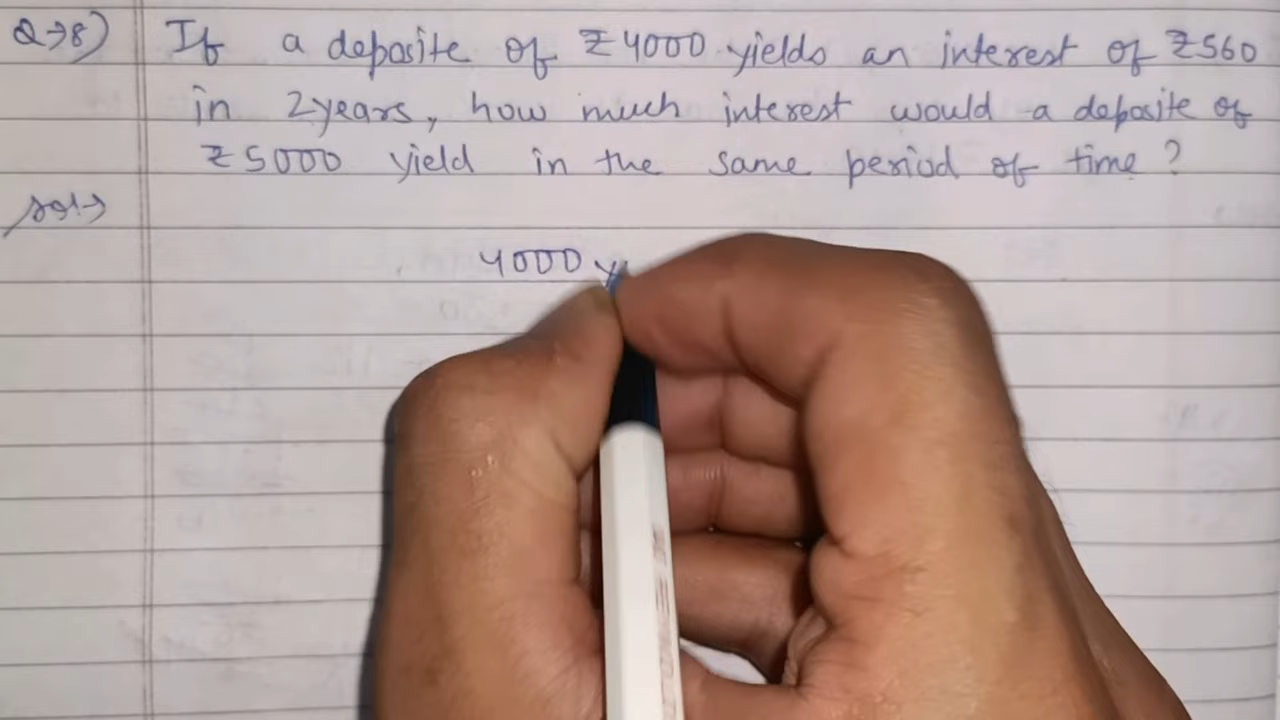 Q→8) If a deposite of ₹4000 yields an interest of ₹560
in 2years, how much interest would a deposite of
₹5000 yield in the same period of time?
Sol→
4000 y